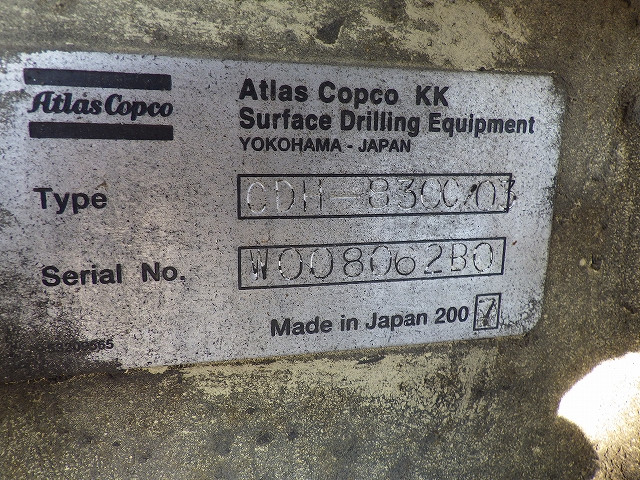 Atlas Copco
Atlas Copco KK
Surface Drilling Equipment
YOKOHAMA - JAPAN
Type
Serial No. W008062B0
Made in Japan 200